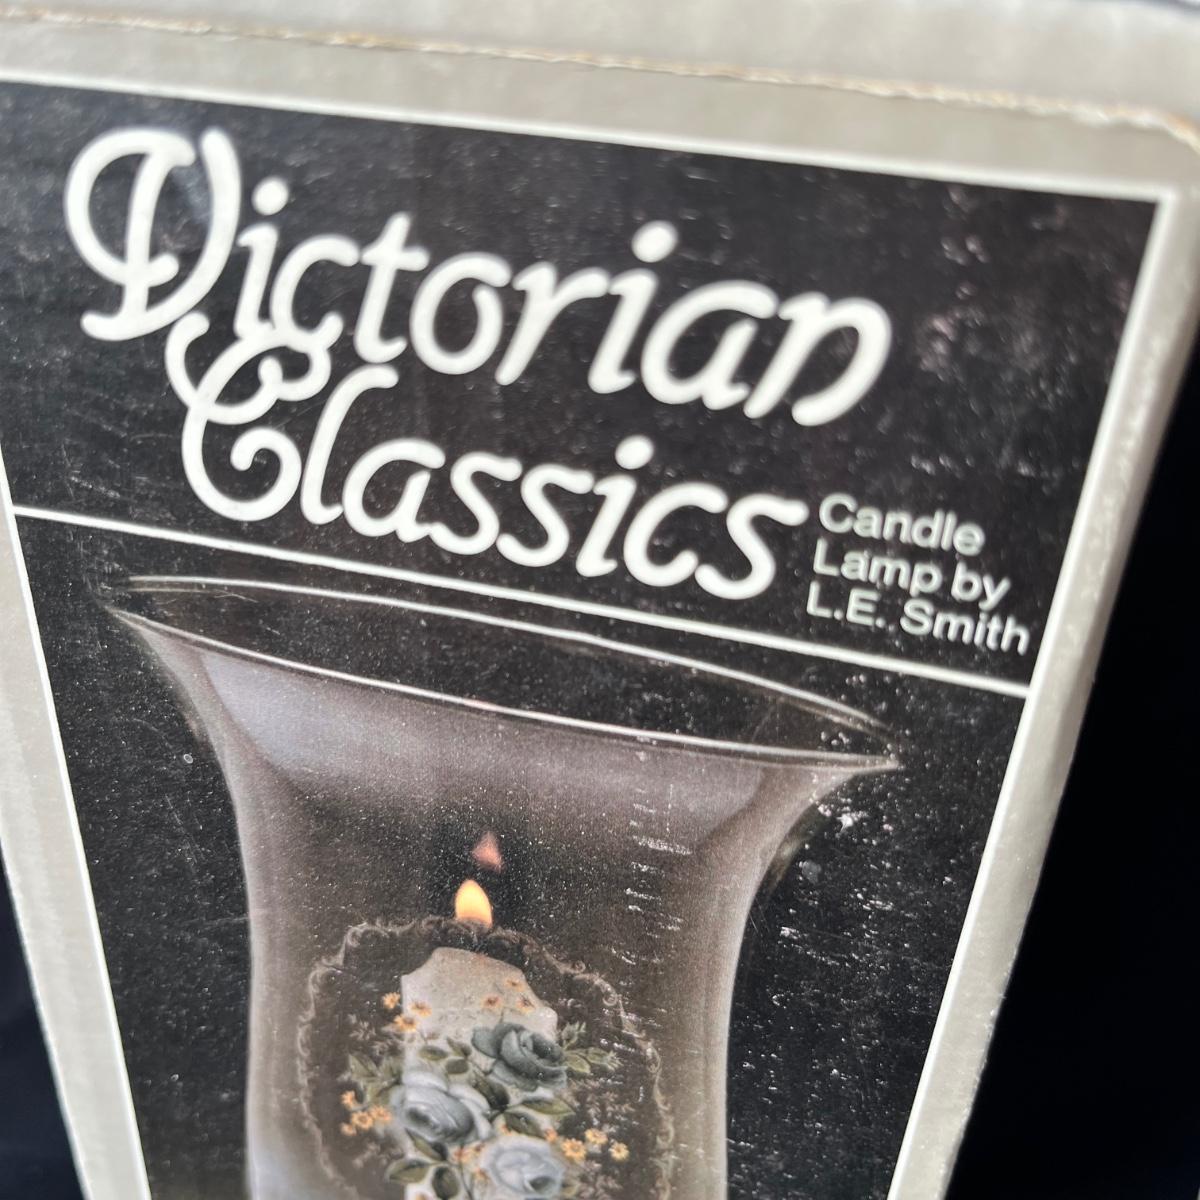 Victorian
Classics
Candle
Lamp by
L.E. Smith